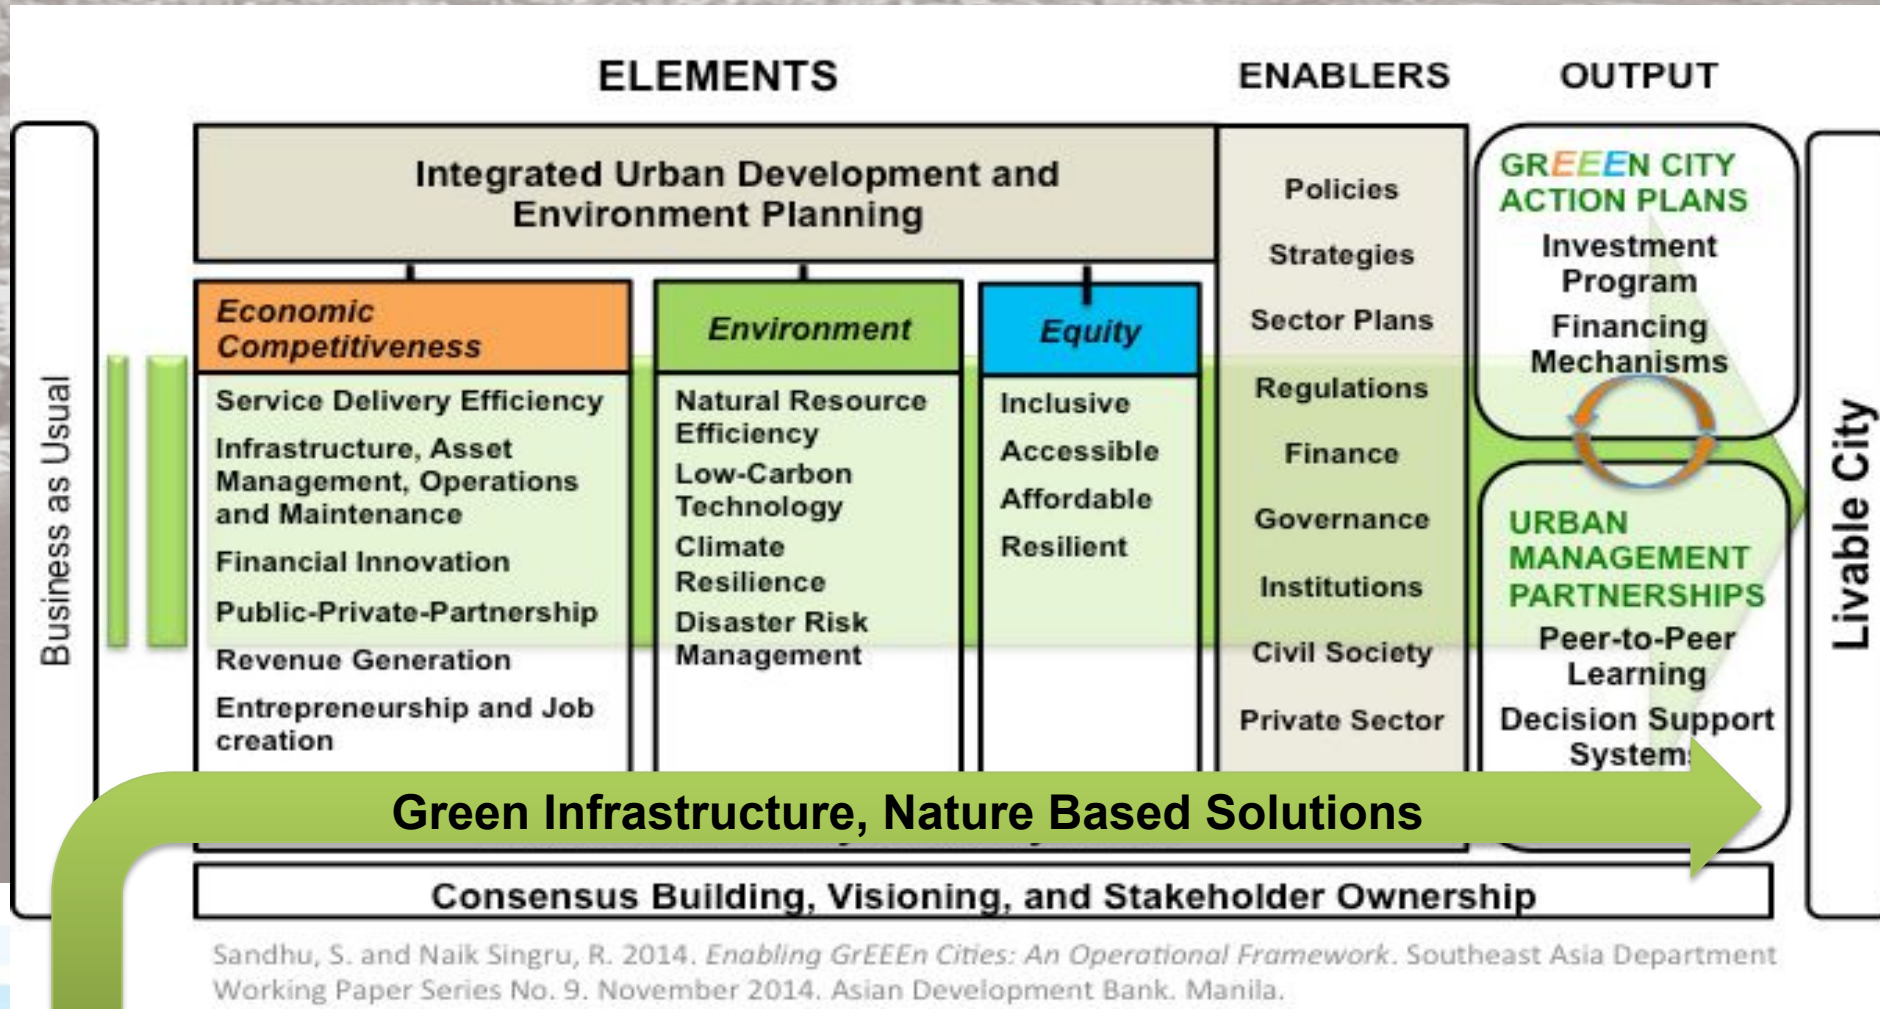 ELEMENTS
ENABLERS
OUTPUT
Business as Usual
Integrated Urban Development and
Environment Planning
Economic
Competitiveness
Service Delivery Efficiency
Infrastructure, Asset
Management, Operations
and Maintenance
Financial Innovation
Public-Private-Partnership
Revenue Generation
Entrepreneurship and Job
creation
Environment
Natural Resource
Efficiency
Low-Carbon
Technology
Climate
Resilience
Disaster Risk
Management
Equity
Inclusive
Accessible
Affordable
Resilient
Policies
Strategies
Sector Plans
Regulations
Finance
Governance
Institutions
Civil Society
Private Sector
GREEEN CITY
ACTION PLANS
Investment
Program
Financing
Mechanisms
URBAN
MANAGEMENT
PARTNERSHIPS
Peer-to-Peer
Learning
Decision Support
Systems
Livable City
Green Infrastructure, Nature Based Solutions
Consensus Building, Visioning, and Stakeholder Ownership
Sandhu, S. and Naik Singru, R. 2014. Enabling GrEEEn Cities: An Operational Framework. Southeast Asia Department
Working Paper Series No. 9. November 2014. Asian Development Bank. Manila.